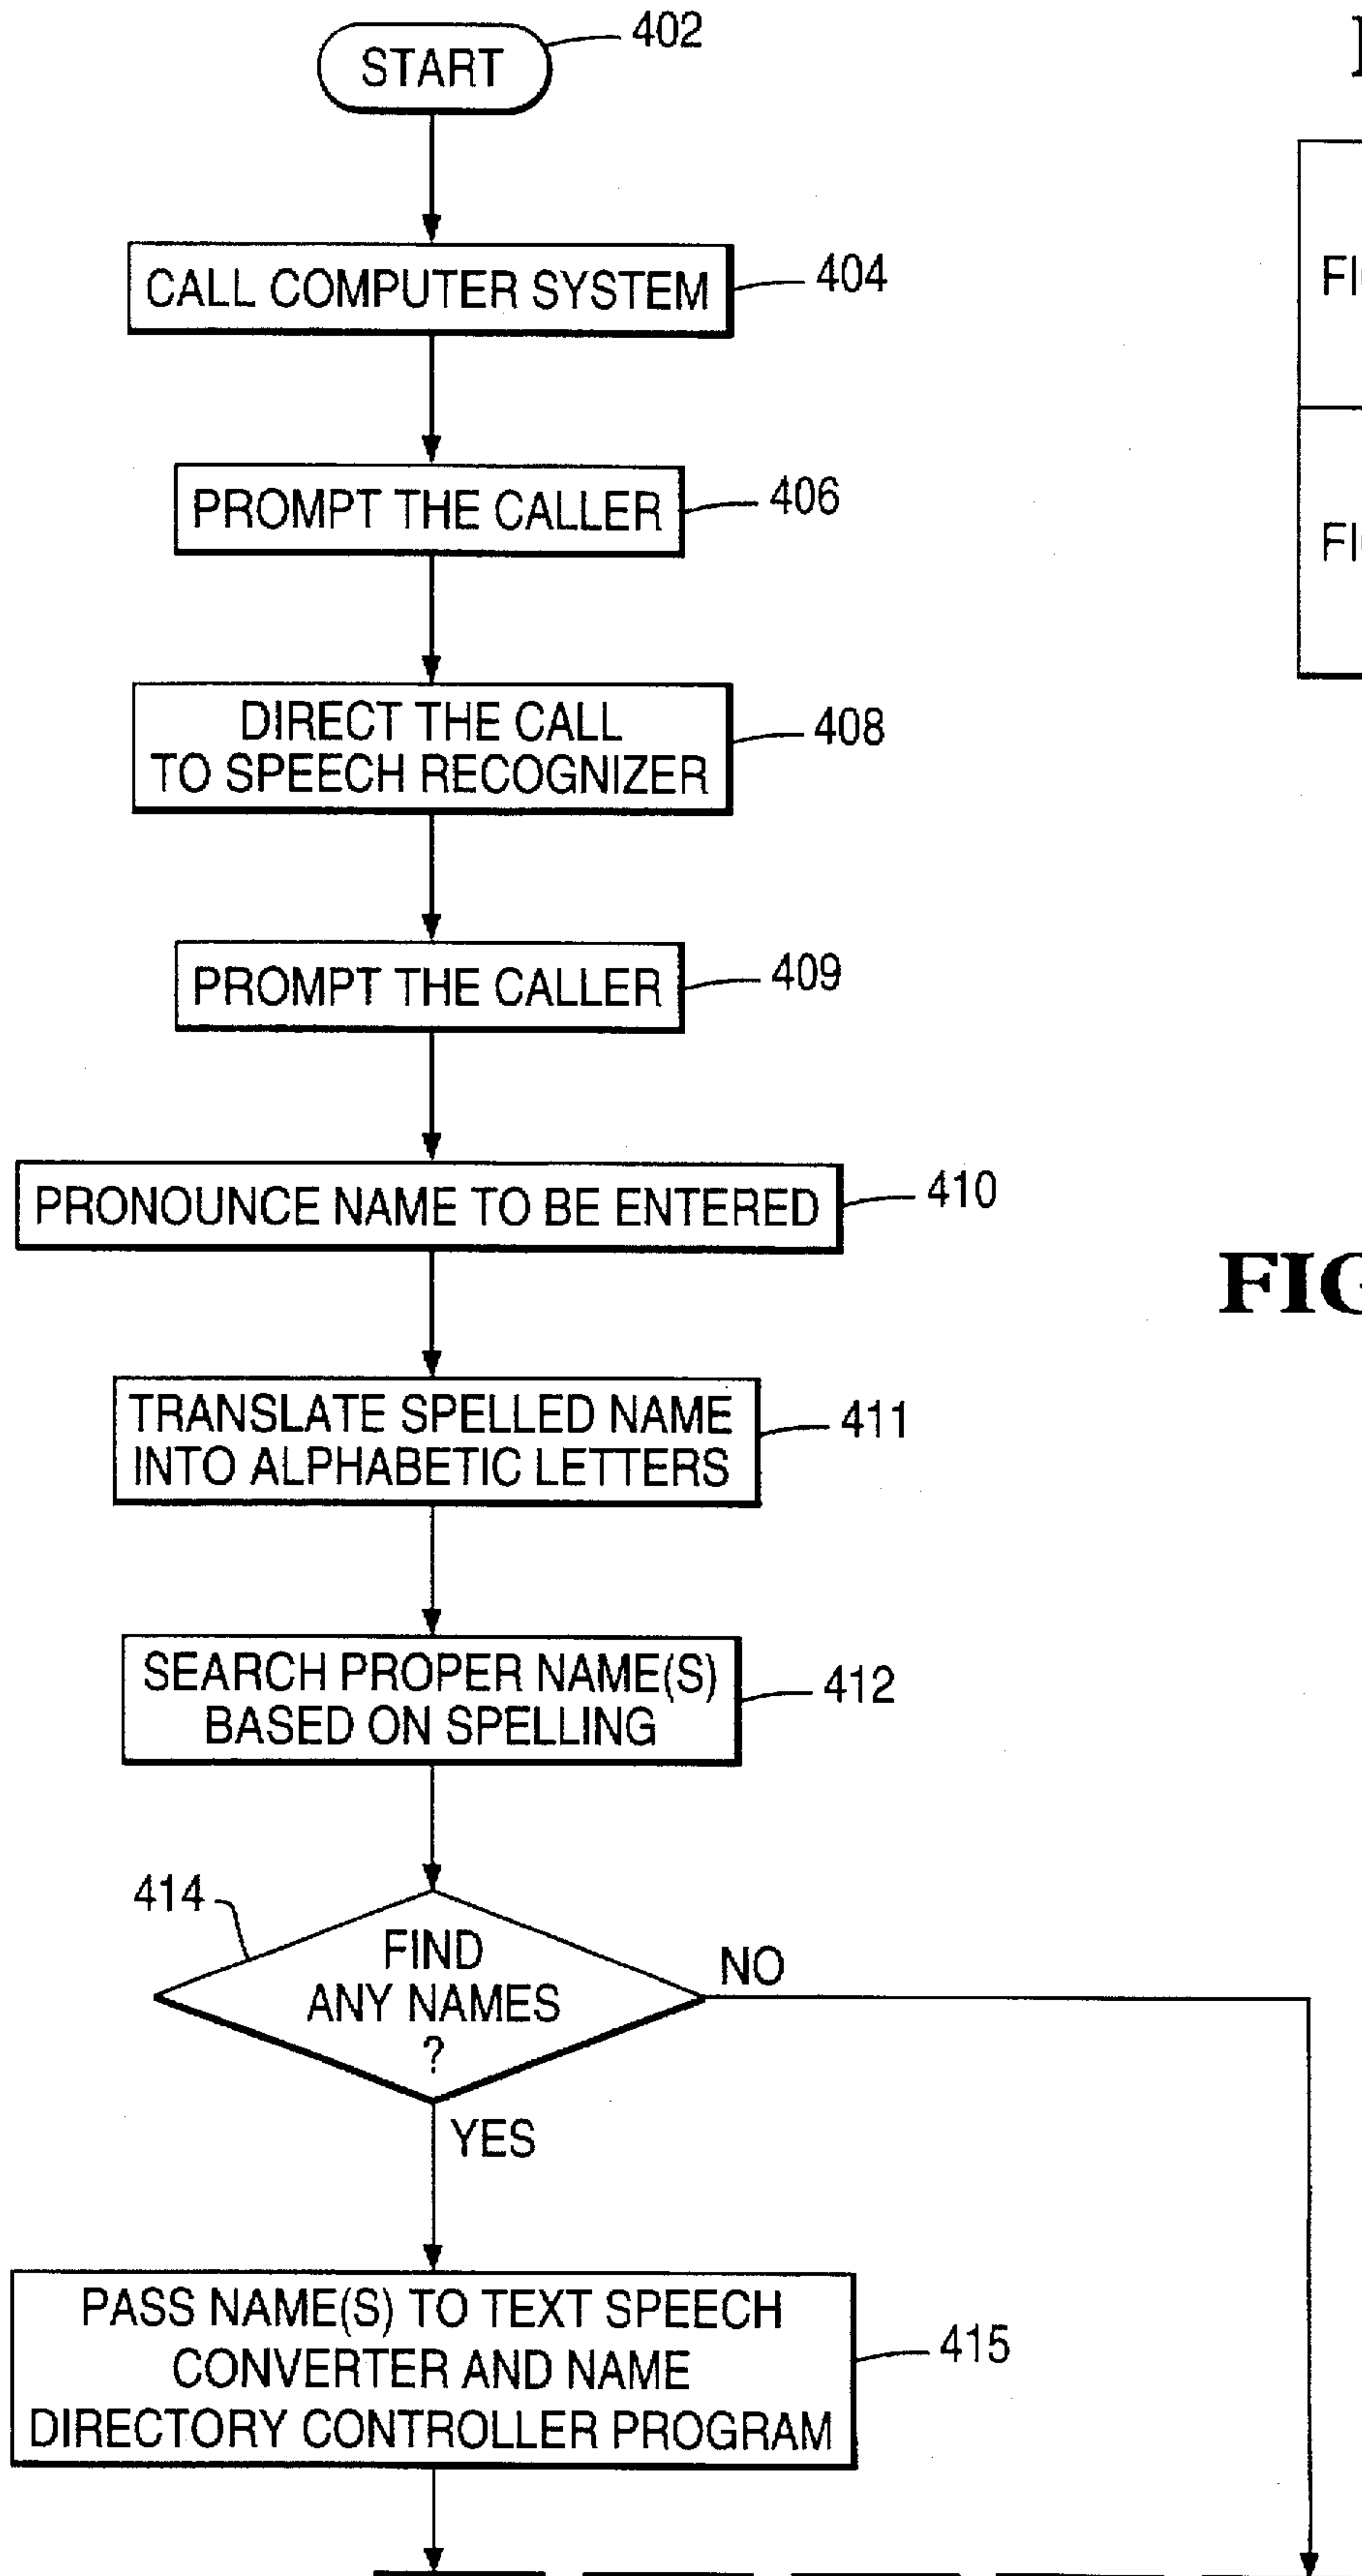 START
402
CALL COMPUTER SYSTEM
404
PROMPT THE CALLER
406
DIRECT THE CALL
TO SPEECH RECOGNIZER
408
PROMPT THE CALLER
409
PRONOUNCE NAME TO BE ENTERED
410
FIG
TRANSLATE SPELLED NAME
INTO ALPHABETIC LETTERS
411
SEARCH PROPER NAME(S)
BASED ON SPELLING
412
414
FIND
ANY NAMES
?
NO
YES
PASS NAME(S) TO TEXT SPEECH
CONVERTER AND NAME
DIRECTORY CONTROLLER PROGRAM
415